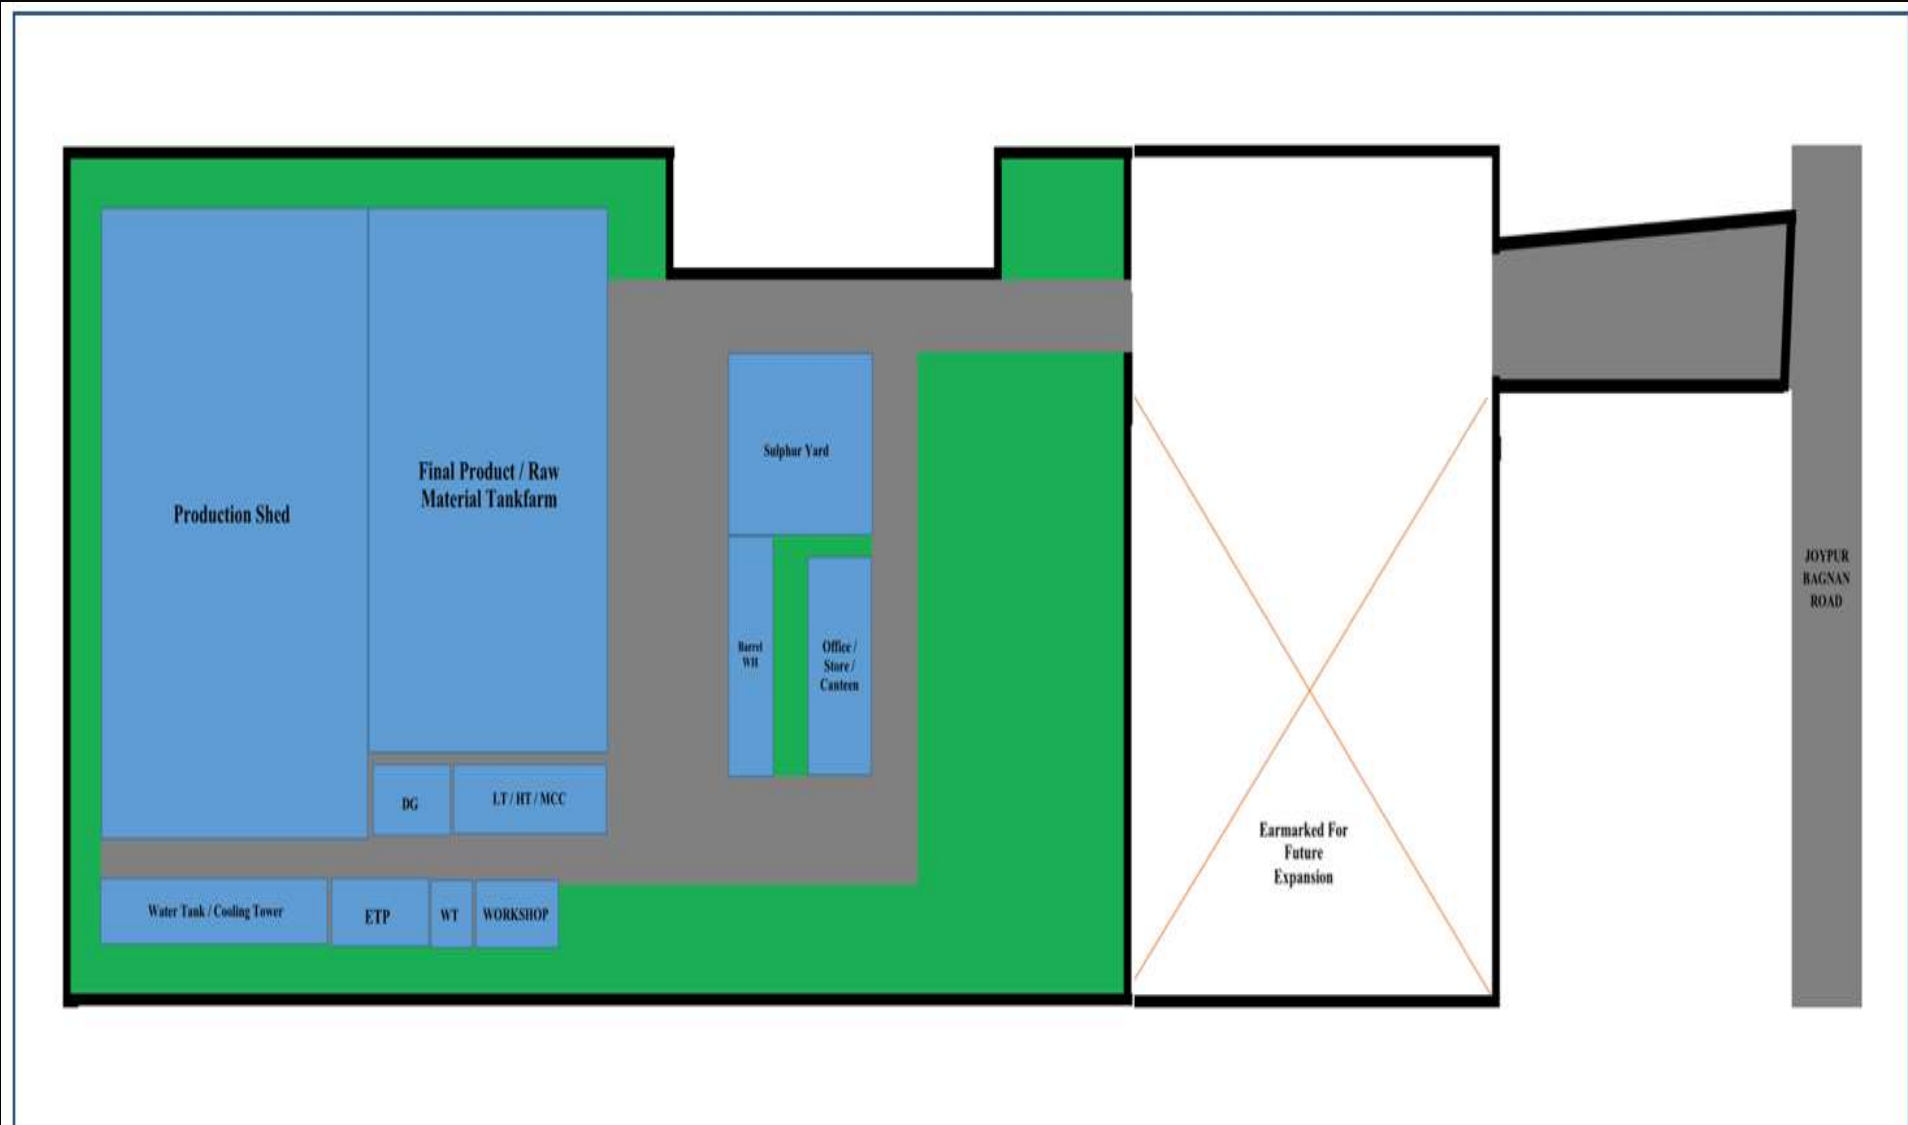 Production Shed
Final Product / Raw
Material Tankfarm
Sulphur Yard
Barrel
WH
Office /
Store /
Canteen
DG
LT / HT / MCC
Water Tank / Cooling Tower
ETP
WT
WORKSHOP
Earmarked For
Future
Expansion
JOYPUR
BAGNAN
ROAD